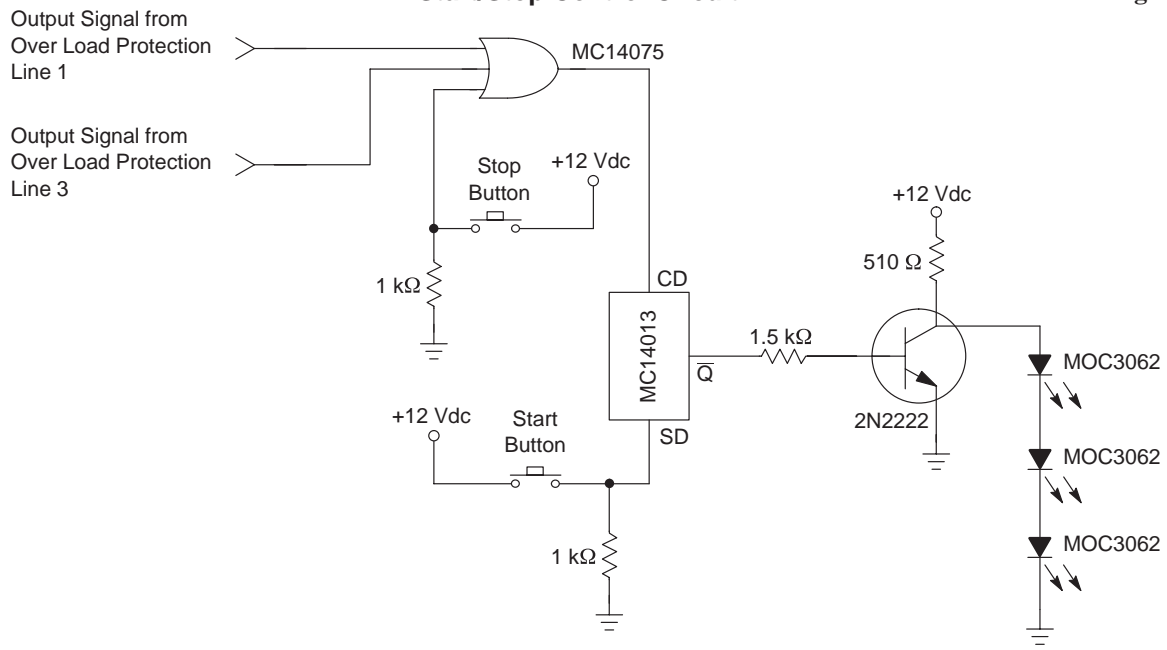 Output Signal from
Over Load Protection
Line 1
MC14075
Output Signal from
Over Load Protection
Line 3
Stop
Button
+12 Vdc
+12 Vdc
510 Ω
1 kΩ
CD
MC14013
Q̅
1.5 kΩ
MOC3062
2N2222
+12 Vdc
Start
Button
SD
MOC3062
1 kΩ
MOC3062